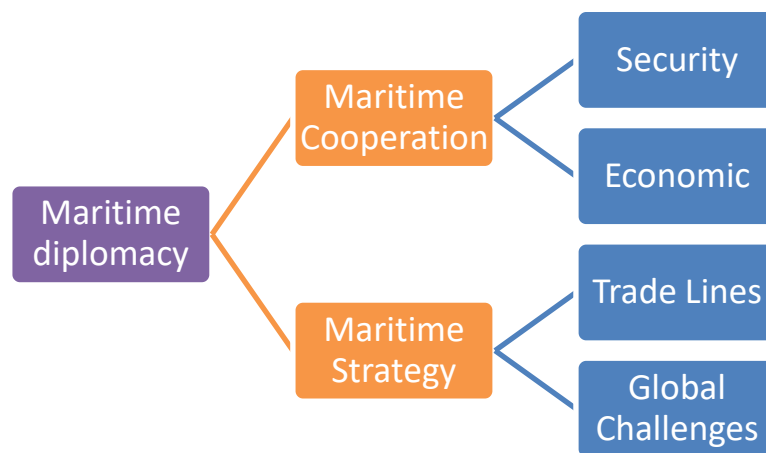 Maritime
diplomacy
Maritime
Cooperation
Security
Economic
Maritime
Strategy
Trade Lines
Global
Challenges